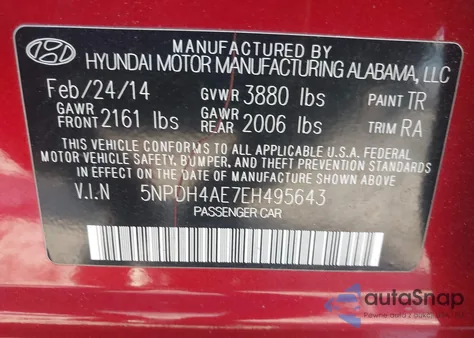 MANUFACTURED BY
HYUNDAI MOTOR MANUFACTURING ALABAMA, LLC
Feb/24/14 GVWR 3880 lbs PAINT TR
GAWR FRONT 2161 lbs GAWR REAR 2006 lbs TRIM RA
THIS VEHICLE CONFORMS TO ALL APPLICABLE U.S.A. FEDERAL
MOTOR VEHICLE SAFETY, BUMPER, AND THEFT PREVENTION STANDARDS
IN EFFECT ON THE DATE OF MANUFACTURE SHOWN ABOVE.
V.I.N 5NPDH4AE7EH495643
PASSENGER CAR
autoSnap
Pewne auta z